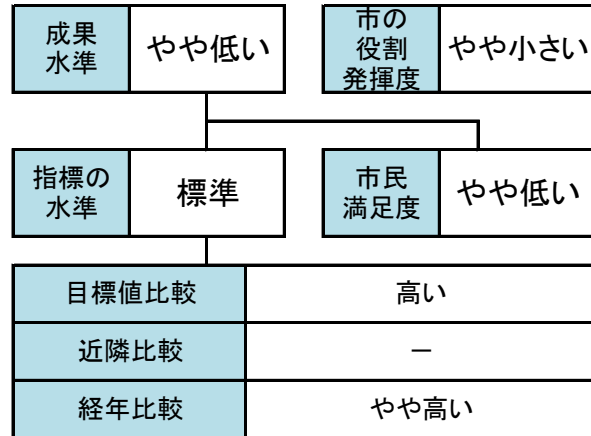 成果
水準
やや低い
市の
役割
発揮度
やや小さい
指標の
水準
標準
市民
満足度
やや低い
目標値比較 高い
近隣比較 －
経年比較 やや高い